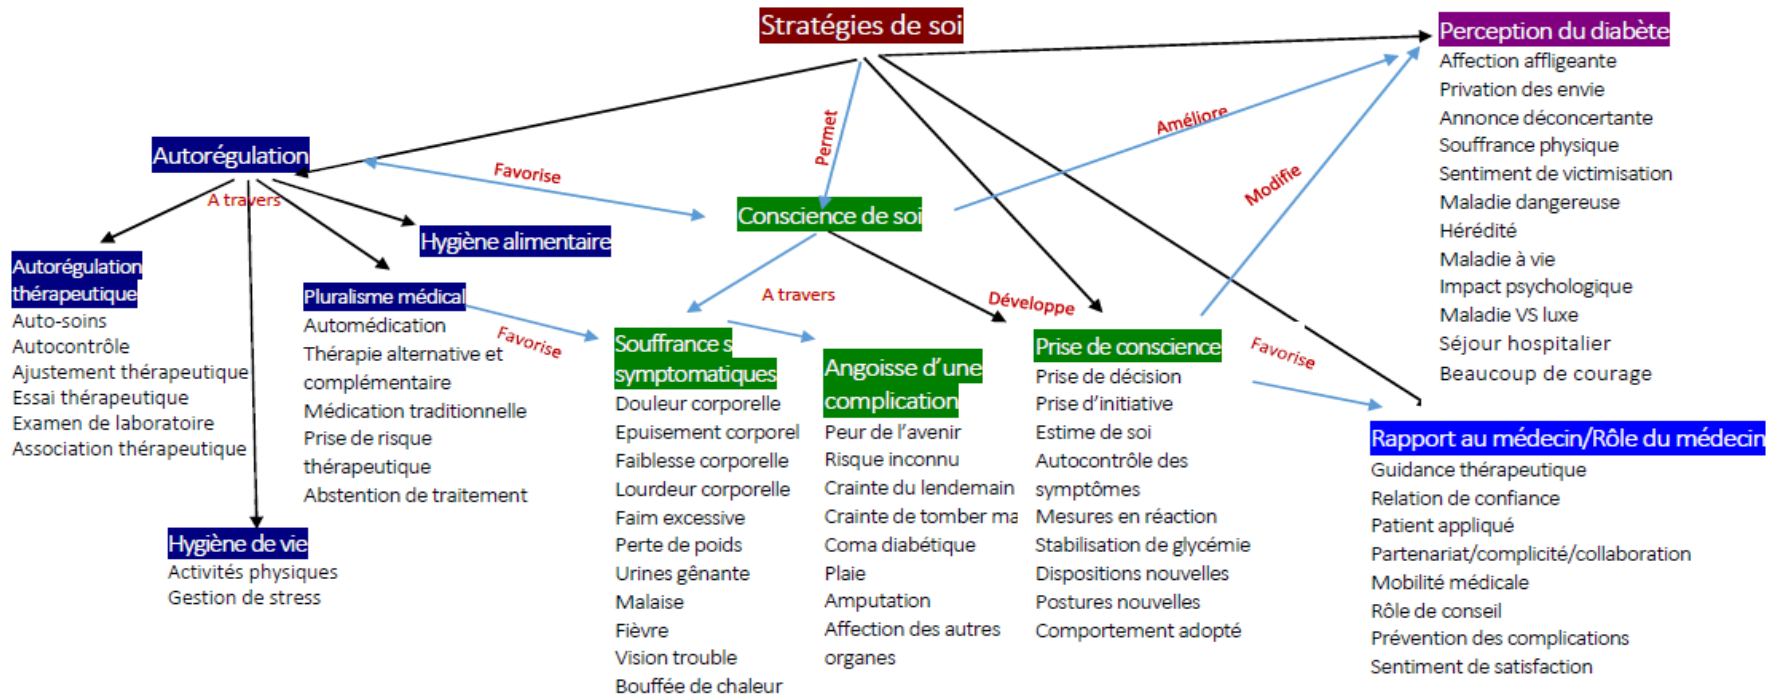 Stratégies de soi
Perception du diabète
Affection affligeante
Privation des envie
Annonce déconcertante
Souffrance physique
Sentiment de victimisation
Maladie dangereuse
Hérédité
Maladie à vie
Impact psychologique
Maladie VS luxe
Séjour hospitalier
Beaucoup de courage
Améliore
Modifie
Permet
Autorégulation
Favorise
A travers
Conscience de soi
Hygiène alimentaire
Autorégulation
thérapeutique
Auto-soins
Autocontrôle
Ajustement thérapeutique
Essai thérapeutique
Examen de laboratoire
Association thérapeutique
Pluralisme médical
Automédication
Thérapie alternative et
complémentaire
Médication traditionnelle
Prise de risque
thérapeutique
Abstention de traitement
Hygiène de vie
Activités physiques
Gestion de stress
Favorise
A travers
Développe
Souffrance s
symptomatiques
Douleur corporelle
Epuisement corporel
Faiblesse corporelle
Lourdeur corporelle
Faim excessive
Perte de poids
Urines gênante
Malaise
Fièvre
Vision trouble
Bouffée de chaleur
Angoisse d'une
complication
Peur de l'avenir
Risque inconnu
Crainte du lendemain
Crainte de tomber ma
Coma diabétique
Plaie
Amputation
Affection des autres
organes
Prise de conscience
Prise de décision
Prise d'initiative
Estime de soi
Autocontrôle des
symptômes
Mesures en réaction
Stabilisation de glycémie
Dispositions nouvelles
Postures nouvelles
Comportement adopté
Favorise
Rapport au médecin/Rôle du médecin
Guidance thérapeutique
Relation de confiance
Patient appliqué
Partenariat/complicité/collaboration
Mobilité médicale
Rôle de conseil
Prévention des complications
Sentiment de satisfaction